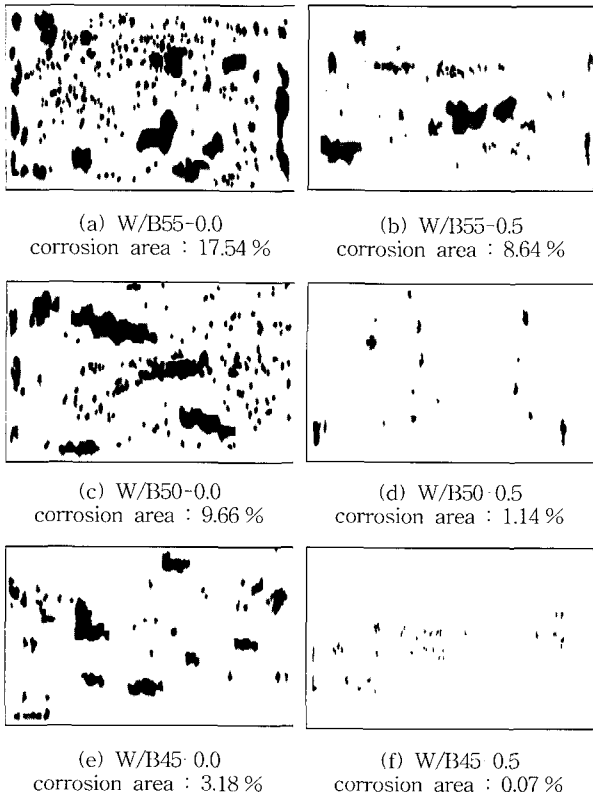 (a) W/B55-0.0
corrosion area : 17.54 %
(b) W/B55-0.5
corrosion area : 8.64 %
(c) W/B50-0.0
corrosion area : 9.66 %
(d) W/B50 0.5
corrosion area : 1.14 %
(e) W/B45 0.0
corrosion area : 3.18 %
(f) W/B45 0.5
corrosion area : 0.07 %